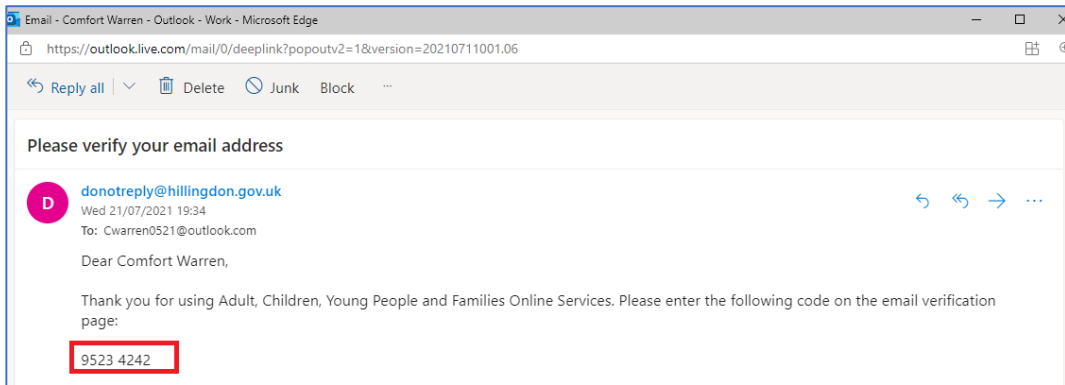 Email - Comfort Warren - Outlook - Work - Microsoft Edge
https://outlook.live.com/mail/0/deeplink?popoutv2=1&version=20210711001.06
Reply all Delete Junk Block ...
Please verify your email address
D
donotreply@hillingdon.gov.uk
Wed 21/07/2021 19:34
To: Cwarren0521@outlook.com
Dear Comfort Warren,
Thank you for using Adult, Children, Young People and Families Online Services. Please enter the following code on the email verification
page:
9523 4242